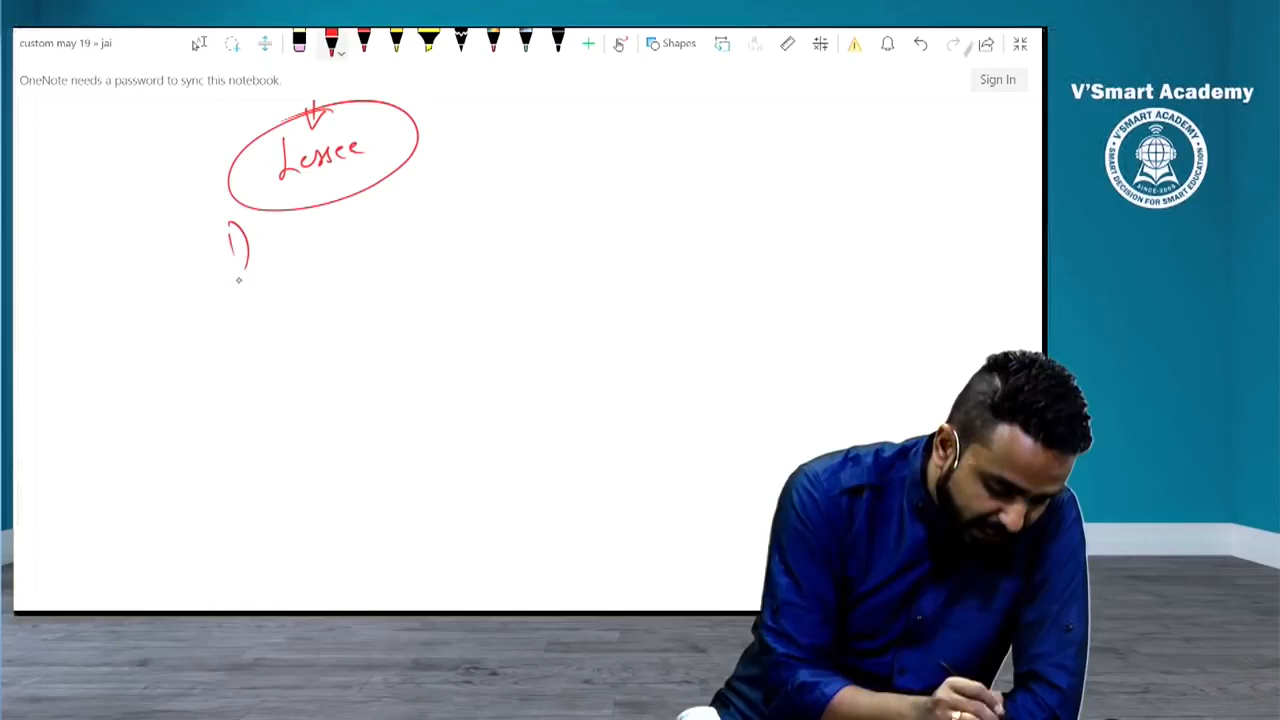 custom may 19 » jai
Shapes
OneNote needs a password to sync this notebook.
Sign In
Lessee
1)
V'Smart Academy
V'SMART ACADEMY
SINCE-2008
SMART DECISION FOR SMART EDUCATION